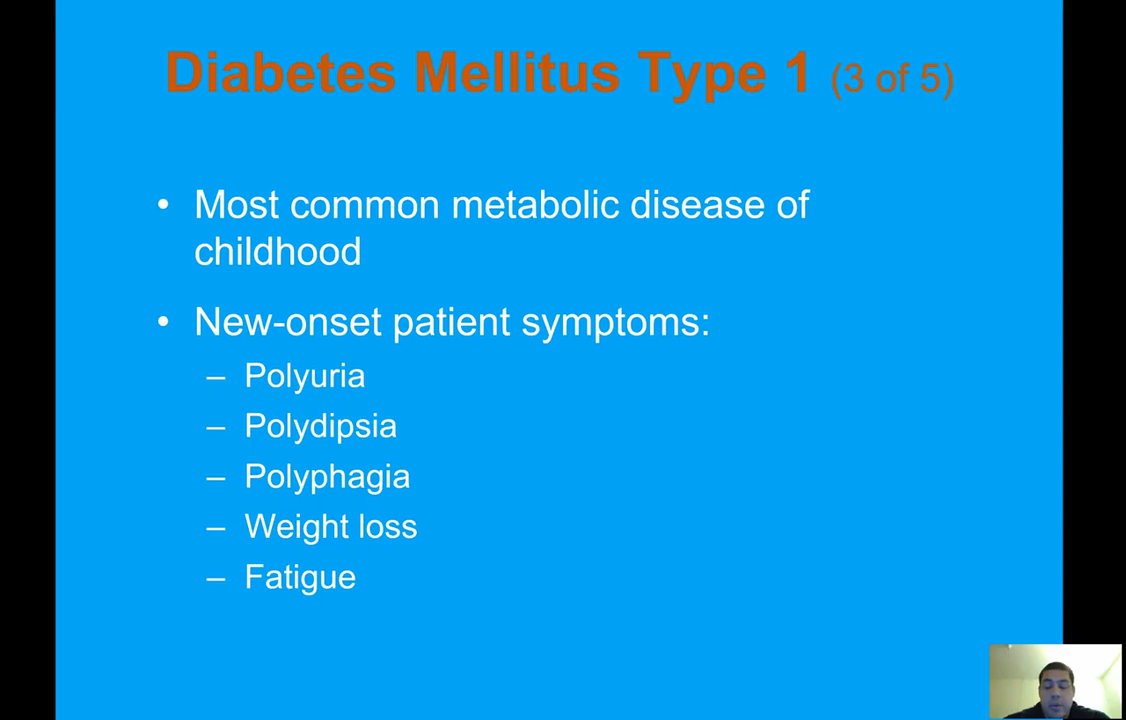 Diabetes Mellitus Type 1 (3 of 5)
• Most common metabolic disease of
childhood
• New-onset patient symptoms:
– Polyuria
– Polydipsia
– Polyphagia
– Weight loss
– Fatigue